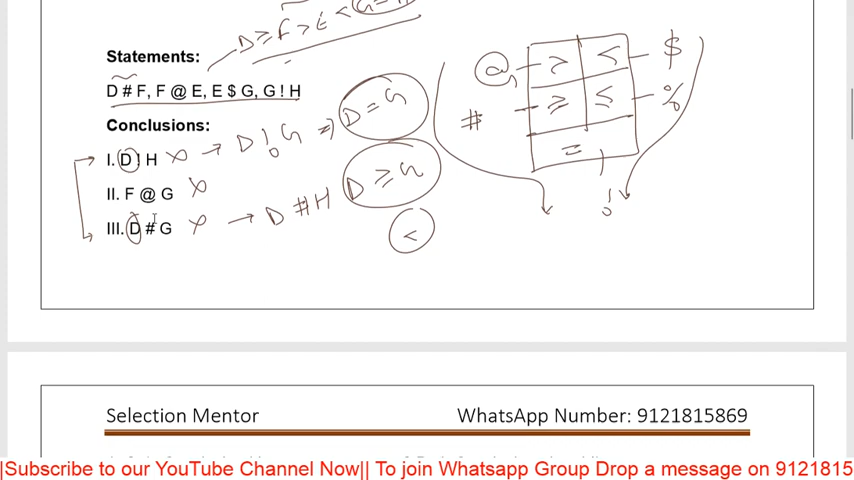 D ≥ F > E < G = H
Statements:
D # F, F @ E, E $ G, G ! H
Conclusions:
I. D ! H × → D ! G ⇒ D = G
II. F @ G ×
III. D # G × → D # H D ≥ G
<
@ > < $
# ≥ ≤ %
=
!
Selection Mentor WhatsApp Number: 9121815869
|Subscribe to our YouTube Channel Now|| To join Whatsapp Group Drop a message on 9121815